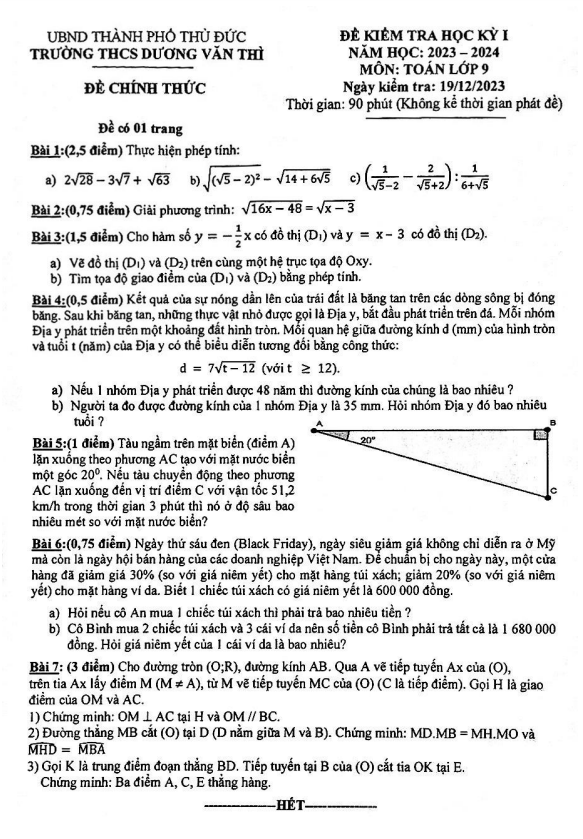 UBND THÀNH PHỐ THỦ ĐỨC
TRƯỜNG THCS DƯƠNG VĂN THÌ
ĐỀ CHÍNH THỨC
Đề có 01 trang
ĐỀ KIỂM TRA HỌC KỲ I
NĂM HỌC: 2023 – 2024
MÔN: TOÁN LỚP 9
Ngày kiểm tra: 19/12/2023
Thời gian: 90 phút (Không kể thời gian phát đề)
Bài 1:(2,5 điểm) Thực hiện phép tính:
a) 2√28 − 3√7 + √63 b) √((√5 − 2)²) − √(14 + 6√5) c) (1/(√5−2) − 2/(√5+2)) : 1/(6+√5)
Bài 2:(0,75 điểm) Giải phương trình: √(16x − 48) = √(x − 3)
Bài 3:(1,5 điểm) Cho hàm số y = −1/2 x có đồ thị (D₁) và y = x − 3 có đồ thị (D₂).
a) Vẽ đồ thị (D₁) và (D₂) trên cùng một hệ trục tọa độ Oxy.
b) Tìm tọa độ giao điểm của (D₁) và (D₂) bằng phép tính.
Bài 4:(0,5 điểm) Kết quả của sự nóng dần lên của trái đất là băng tan trên các dòng sông bị đóng
băng. Sau khi băng tan, những thực vật nhỏ được gọi là Địa y, bắt đầu phát triển trên đá. Mỗi nhóm
Địa y phát triển trên một khoảng đất hình tròn. Mối quan hệ giữa đường kính d (mm) của hình tròn
và tuổi t (năm) của Địa y có thể biểu diễn tương đối bằng công thức:
d = 7√(t − 12) (với t ≥ 12).
a) Nếu 1 nhóm Địa y phát triển được 48 năm thì đường kính của chúng là bao nhiêu ?
b) Người ta đo được đường kính của 1 nhóm Địa y là 35 mm. Hỏi nhóm Địa y đó bao nhiêu
tuổi ?
Bài 5:(1 điểm) Tàu ngầm trên mặt biển (điểm A)
lặn xuống theo phương AC tạo với mặt nước biển
một góc 20⁰. Nếu tàu chuyển động theo phương
AC lặn xuống đến vị trí điểm C với vận tốc 51,2
km/h trong thời gian 3 phút thì nó ở độ sâu bao
nhiêu mét so với mặt nước biển?
A
B
20°
C
Bài 6:(0,75 điểm) Ngày thứ sáu đen (Black Friday), ngày siêu giảm giá không chỉ diễn ra ở Mỹ
mà còn là ngày hội bán hàng của các doanh nghiệp Việt Nam. Để chuẩn bị cho ngày này, một cửa
hàng đã giảm giá 30% (so với giá niêm yết) cho mặt hàng túi xách; giảm 20% (so với giá niêm
yết) cho mặt hàng ví da. Biết 1 chiếc túi xách có giá niêm yết là 600 000 đồng.
a) Hỏi nếu cô An mua 1 chiếc túi xách thì phải trả bao nhiêu tiền ?
b) Cô Bình mua 2 chiếc túi xách và 3 cái ví da nên số tiền cô Bình phải trả tất cả là 1 680 000
đồng. Hỏi giá niêm yết của 1 cái ví da là bao nhiêu?
Bài 7: (3 điểm) Cho đường tròn (O;R), đường kính AB. Qua A vẽ tiếp tuyến Ax của (O),
trên tia Ax lấy điểm M (M ≠ A), từ M vẽ tiếp tuyến MC của (O) (C là tiếp điểm). Gọi H là giao
điểm của OM và AC.
1) Chứng minh: OM ⊥ AC tại H và OM // BC.
2) Đường thẳng MB cắt (O) tại D (D nằm giữa M và B). Chứng minh: MD.MB = MH.MO và
M̂HD = M̂BA
3) Gọi K là trung điểm đoạn thẳng BD. Tiếp tuyến tại B của (O) cắt tia OK tại E.
Chứng minh: Ba điểm A, C, E thẳng hàng.
----------------HẾT----------------